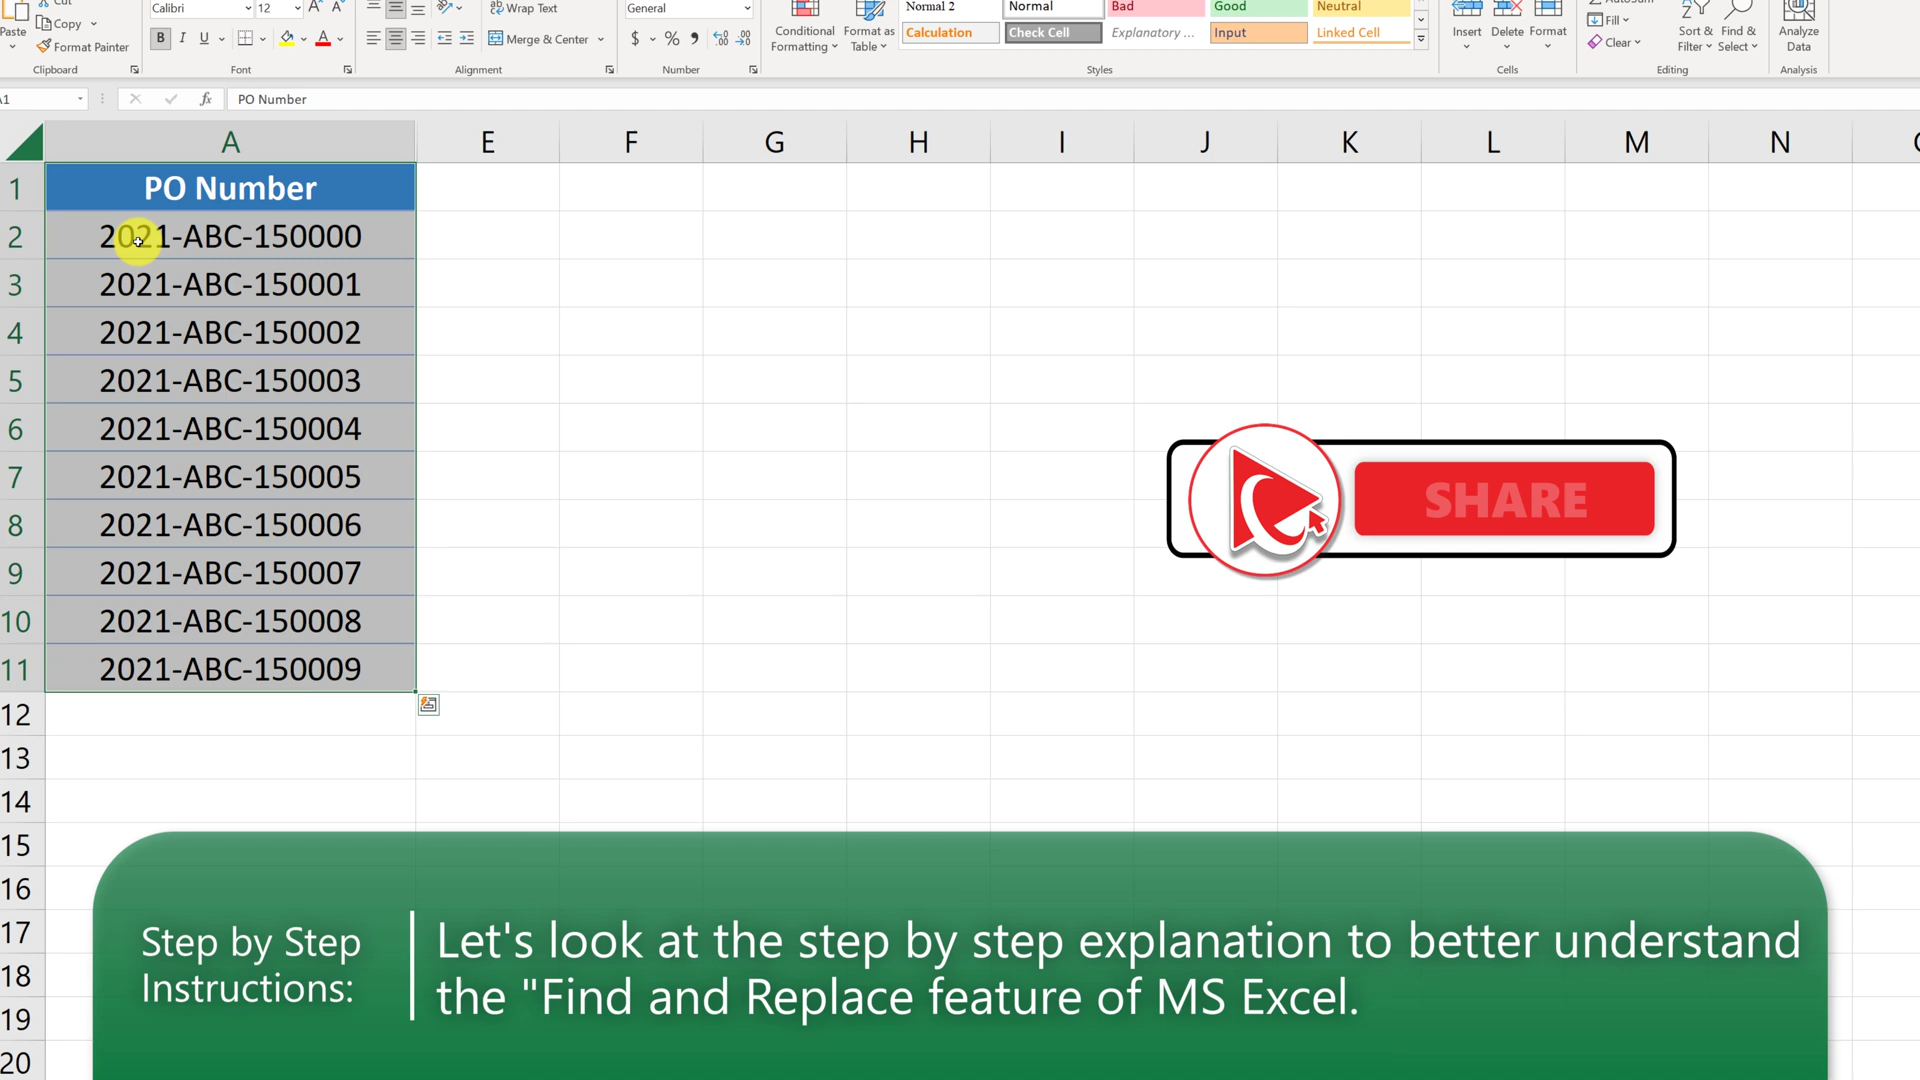 Cut
Calibri 12 Wrap Text General Normal 2 Normal Bad Good Neutral AutoSum
Paste Copy Format Painter B I U Merge & Center $ % Conditional Formatting Format as Table Calculation Check Cell Explanatory ... Input Linked Cell Insert Delete Format Fill Clear Sort & Filter Find & Select Analyze Data
Clipboard Font Alignment Number Styles Cells Editing Analysis
A1 fx PO Number
A E F G H I J K L M N
1 PO Number
2 2021-ABC-150000
3 2021-ABC-150001
4 2021-ABC-150002
5 2021-ABC-150003
6 2021-ABC-150004
7 2021-ABC-150005
8 2021-ABC-150006
9 2021-ABC-150007
10 2021-ABC-150008
11 2021-ABC-150009
SHARE
12
13
14
15
16
17
18
19
20
Step by Step
Instructions:
Let's look at the step by step explanation to better understand
the "Find and Replace feature of MS Excel.